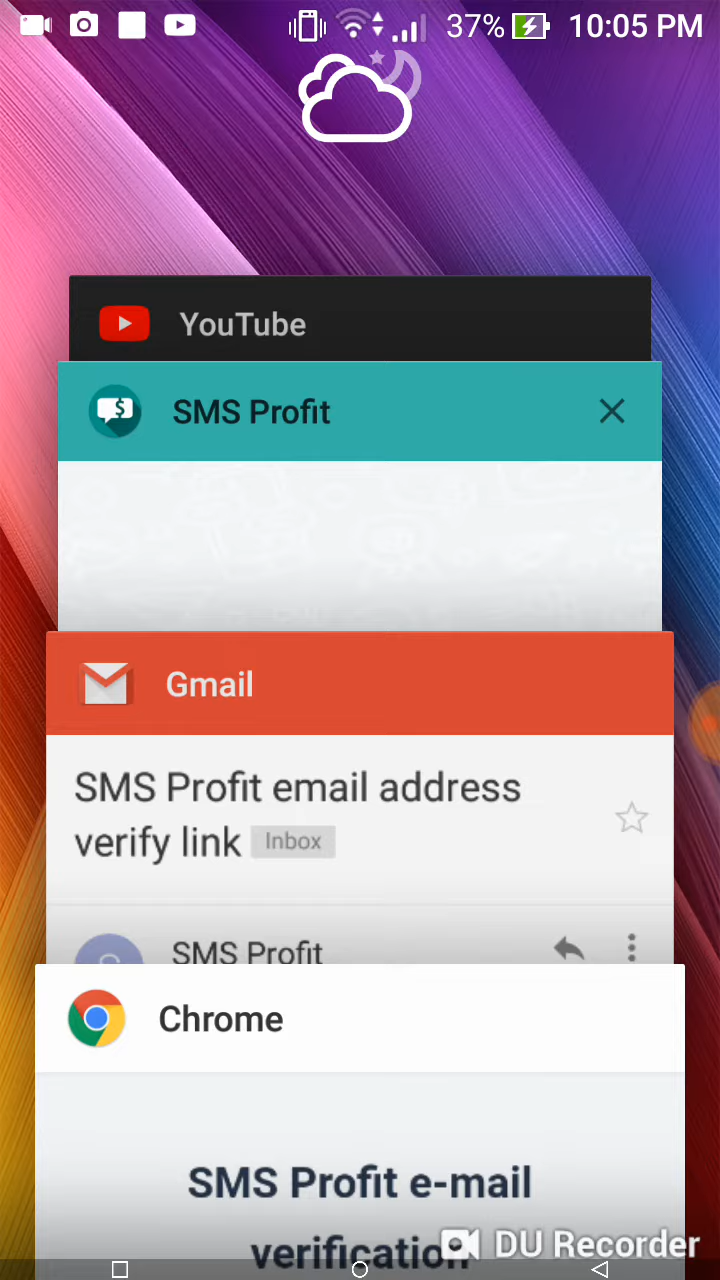 37% 10:05 PM
YouTube
SMS Profit
Gmail
SMS Profit email address
verify link Inbox
SMS Profit
Chrome
SMS Profit e-mail
verification
DU Recorder